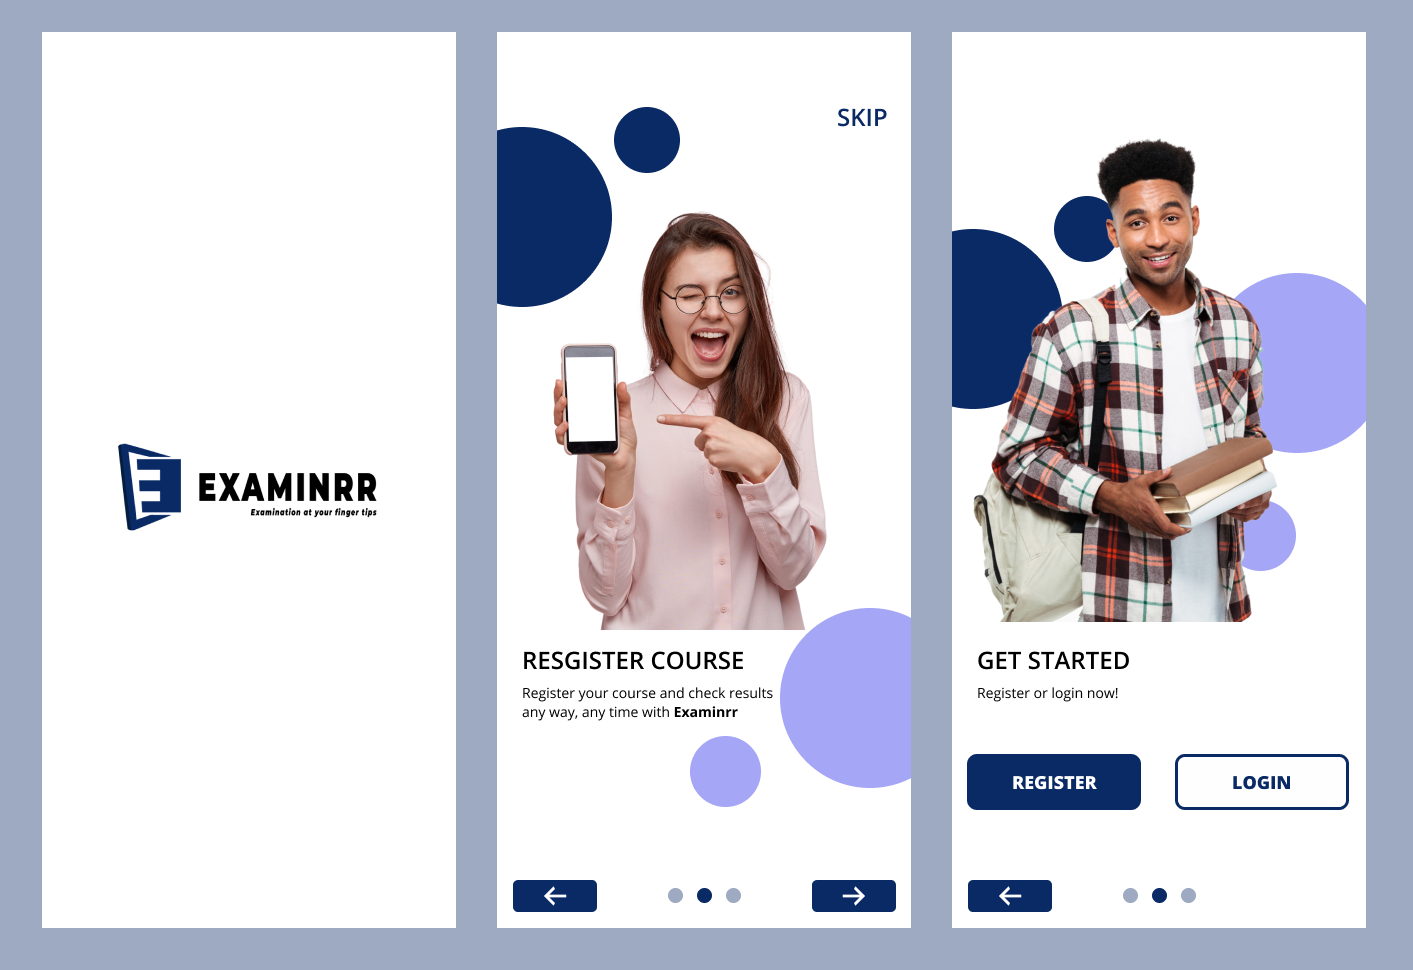 EXAMINRR
Examination at your finger tips
SKIP
RESGISTER COURSE
Register your course and check results
any way, any time with Examinrr
GET STARTED
Register or login now!
REGISTER
LOGIN